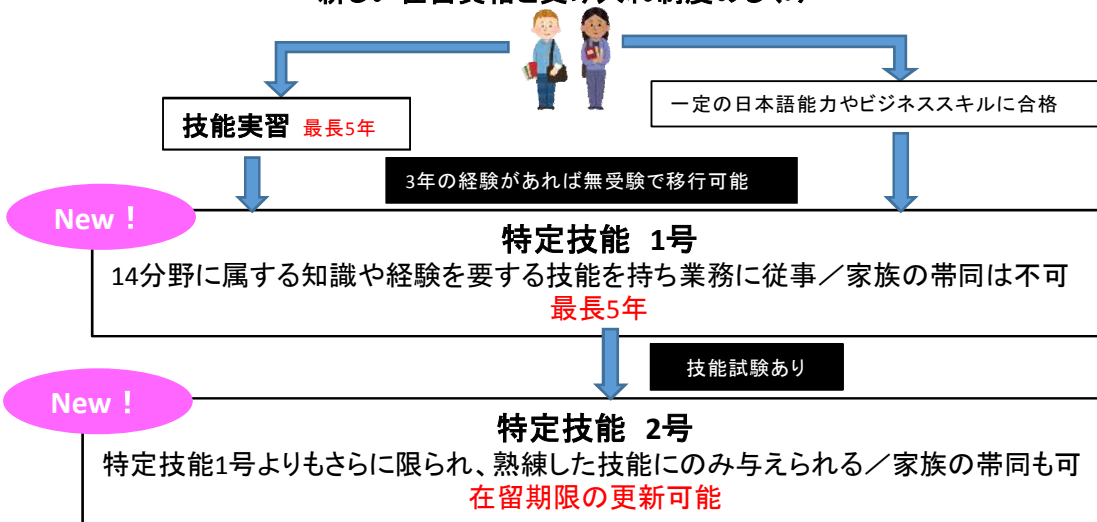 技能実習 最長5年
一定の日本語能力やビジネススキルに合格
3年の経験があれば無受験で移行可能
New！
特定技能 1号
14分野に属する知識や経験を要する技能を持ち業務に従事／家族の帯同は不可
最長5年
技能試験あり
New！
特定技能 2号
特定技能1号よりもさらに限られ、熟練した技能にのみ与えられる／家族の帯同も可
在留期限の更新可能